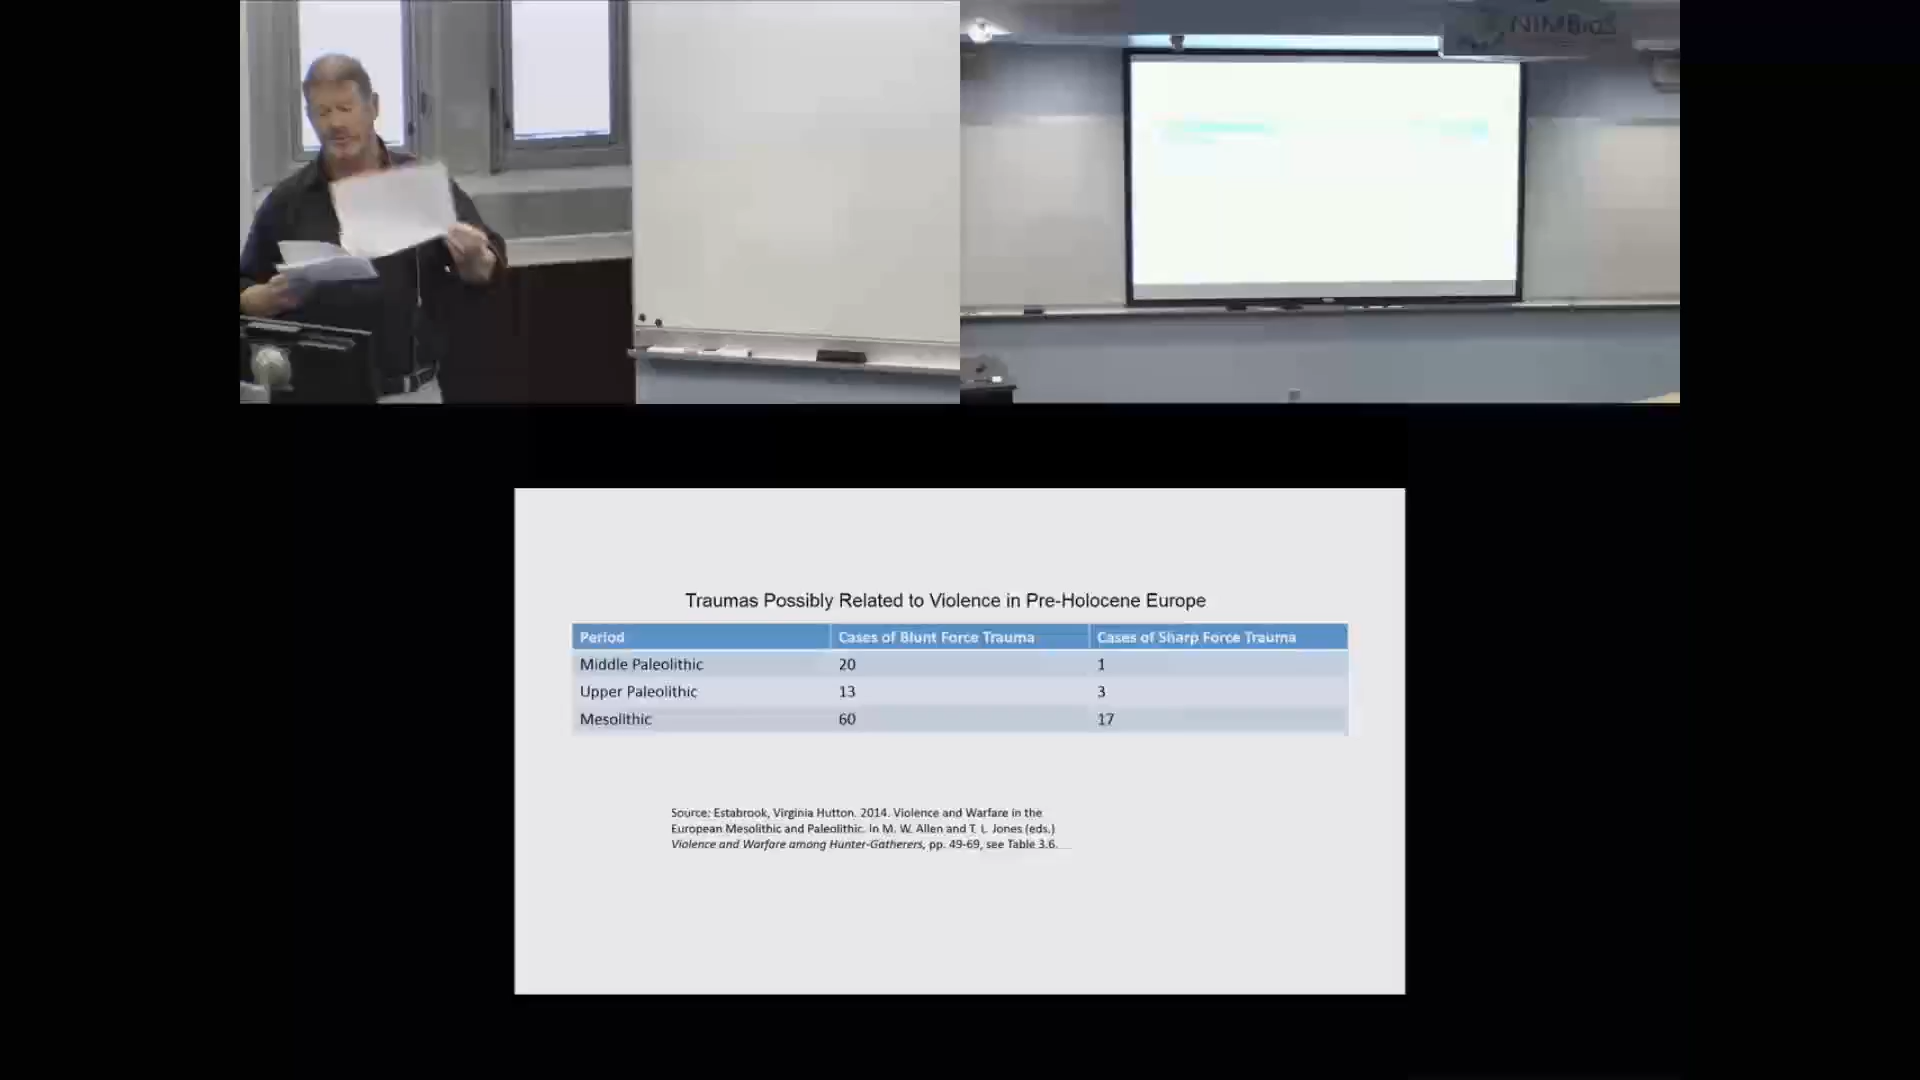 NIMBioS
Traumas Possibly Related to Violence in Pre-Holocene Europe
Period Cases of Blunt Force Trauma Cases of Sharp Force Trauma
Middle Paleolithic 20 1
Upper Paleolithic 13 3
Mesolithic 60 17
Source: Estabrook, Virginia Hutton. 2014. Violence and Warfare in the
European Mesolithic and Paleolithic. In M. W. Allen and T. L. Jones (eds.)
Violence and Warfare among Hunter-Gatherers, pp. 49-69, see Table 3.6.